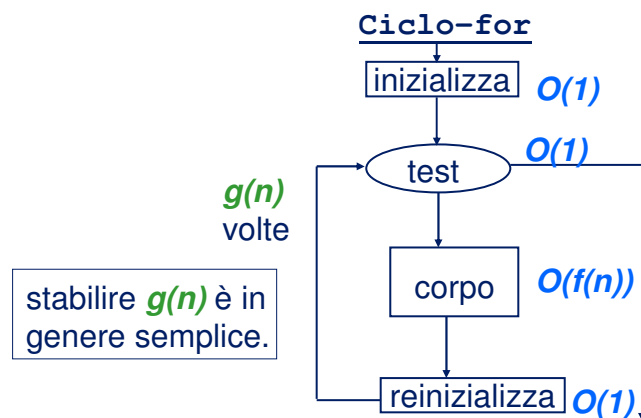 Ciclo-for
inizializza O(1)
test O(1)
g(n)
volte
corpo O(f(n))
stabilire g(n) è in
genere semplice.
reinizializza O(1)